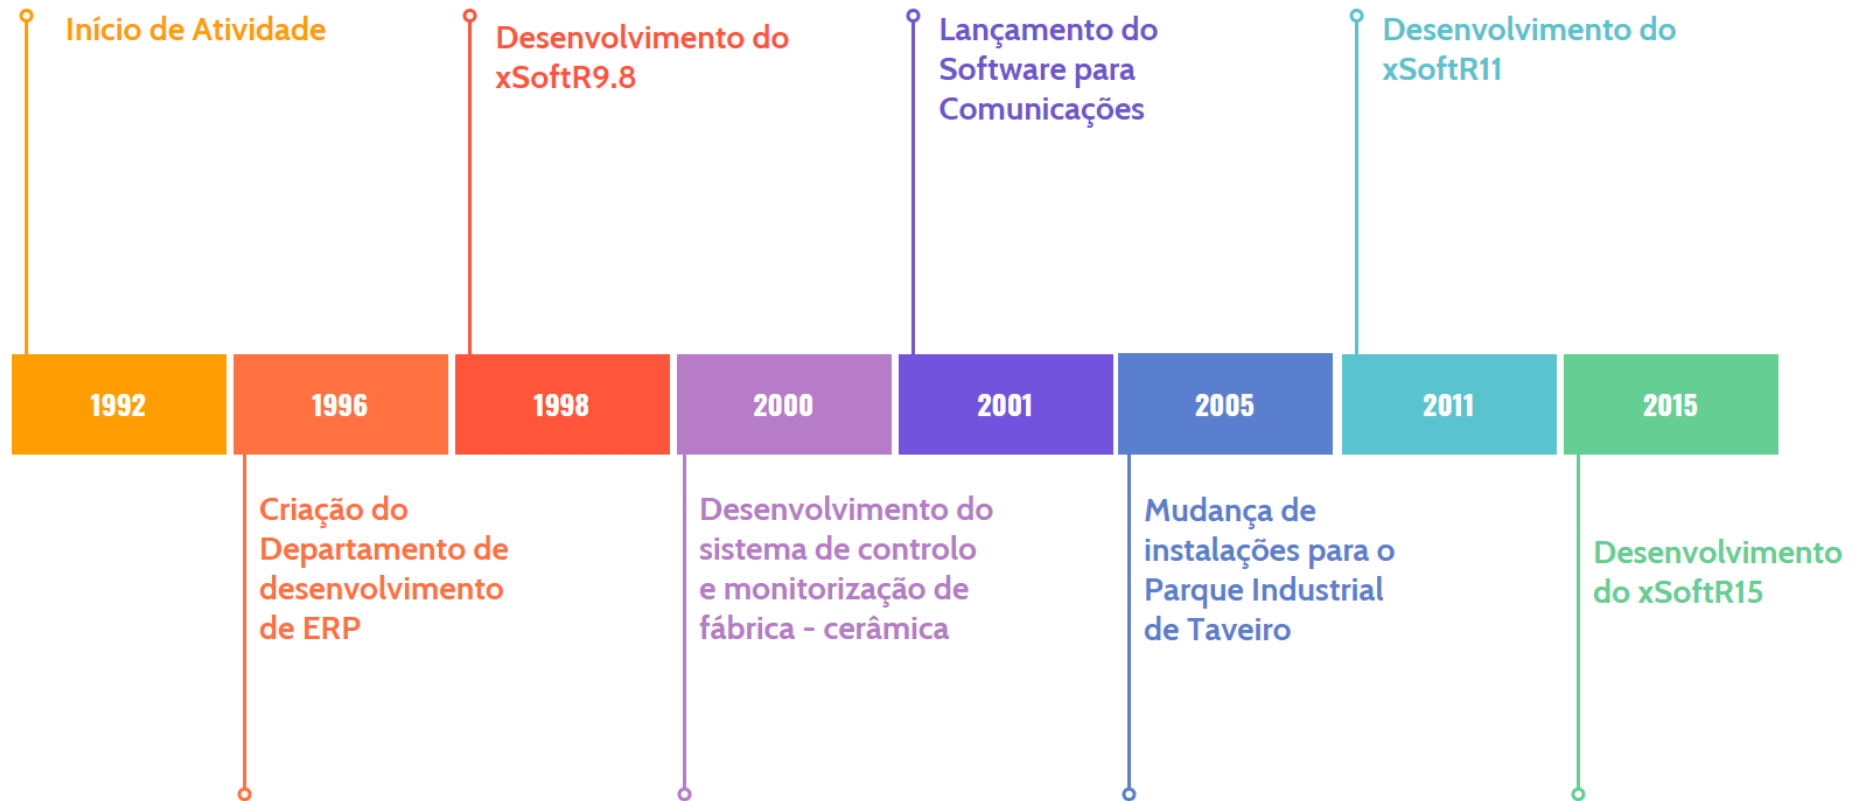 Início de Atividade
Desenvolvimento do
xSoftR9.8
Lançamento do
Software para
Comunicações
Desenvolvimento do
xSoftR11
1992
1996
1998
2000
2001
2005
2011
2015
Criação do
Departamento de
desenvolvimento
de ERP
Desenvolvimento do
sistema de controlo
e monitorização de
fábrica - cerâmica
Mudança de
instalações para o
Parque Industrial
de Taveiro
Desenvolvimento
do xSoftR15